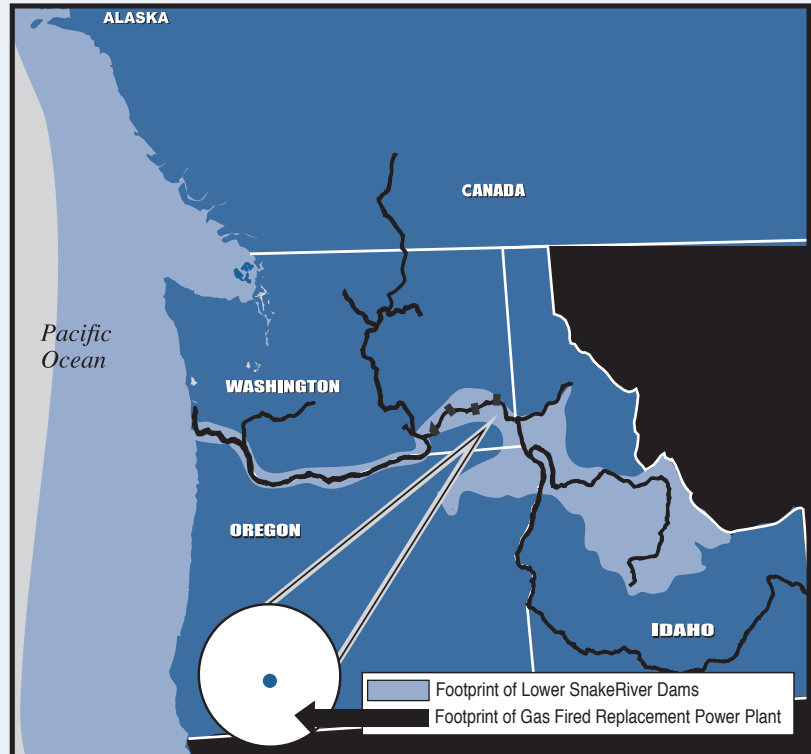 ALASKA
CANADA
Pacific
Ocean
WASHINGTON
OREGON
IDAHO
Footprint of Lower SnakeRiver Dams
Footprint of Gas Fired Replacement Power Plant